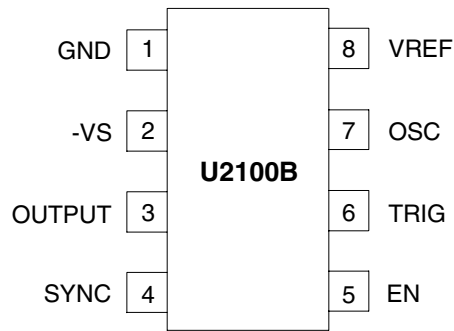 GND 1 8 VREF
-VS 2 7 OSC
U2100B
OUTPUT 3 6 TRIG
SYNC 4 5 EN